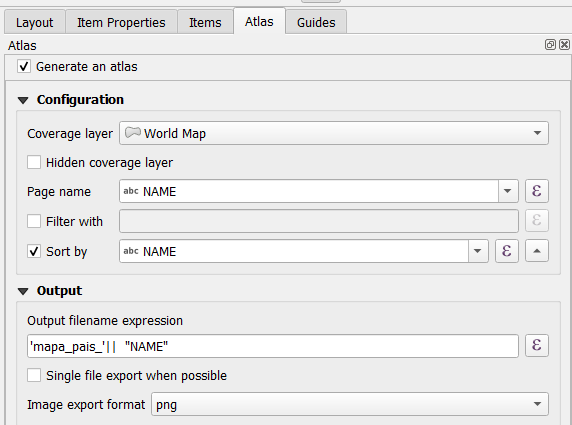 Layout Item Properties Items Atlas Guides
Atlas
Generate an atlas
Configuration
Coverage layer World Map
Hidden coverage layer
Page name abc NAME ε
Filter with ε
Sort by abc NAME ε
Output
Output filename expression
'mapa_pais_'|| "NAME" ε
Single file export when possible
Image export format png